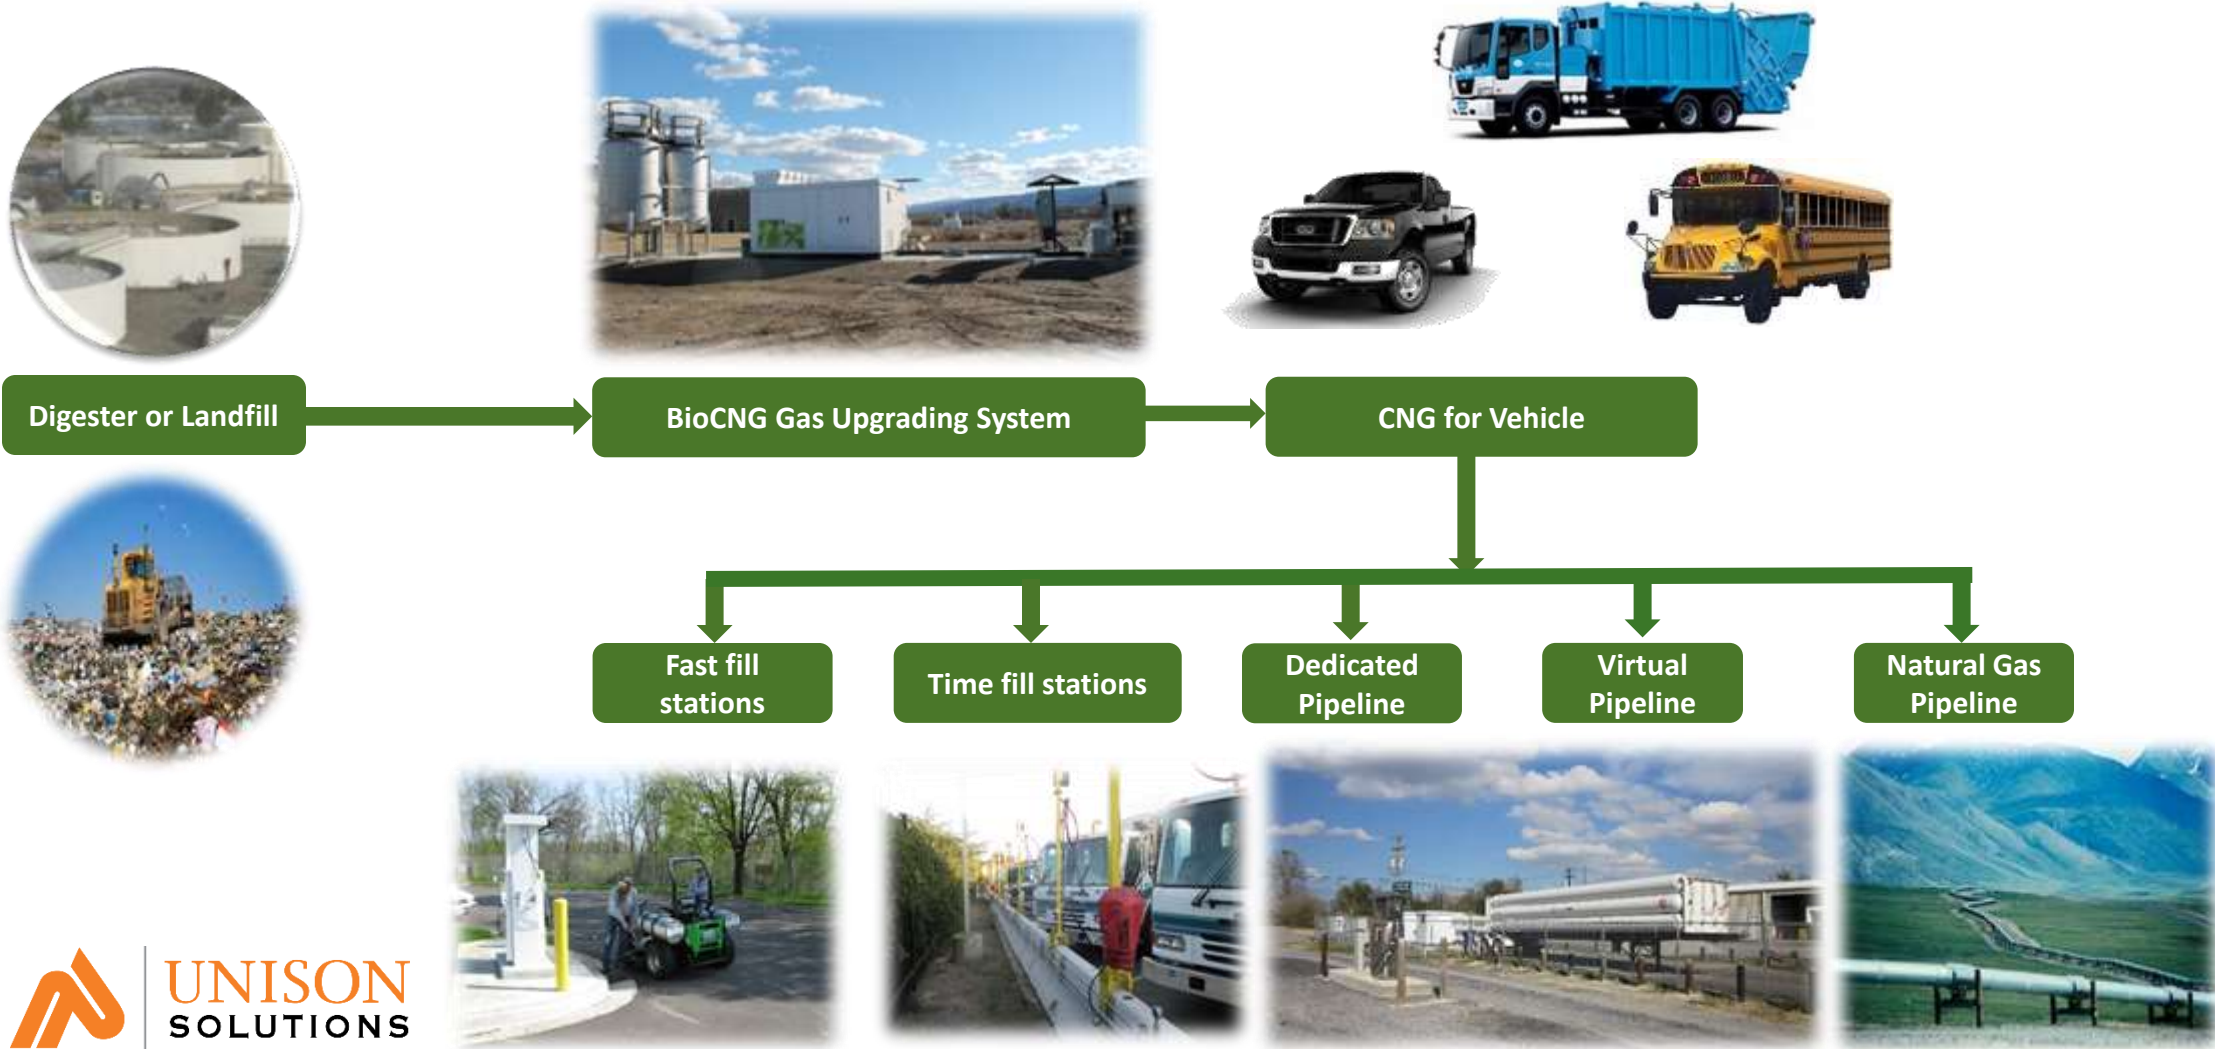 Digester or Landfill
BioCNG Gas Upgrading System
CNG for Vehicle
Fast fill
stations
Time fill stations
Dedicated
Pipeline
Virtual
Pipeline
Natural Gas
Pipeline
UNISON
SOLUTIONS